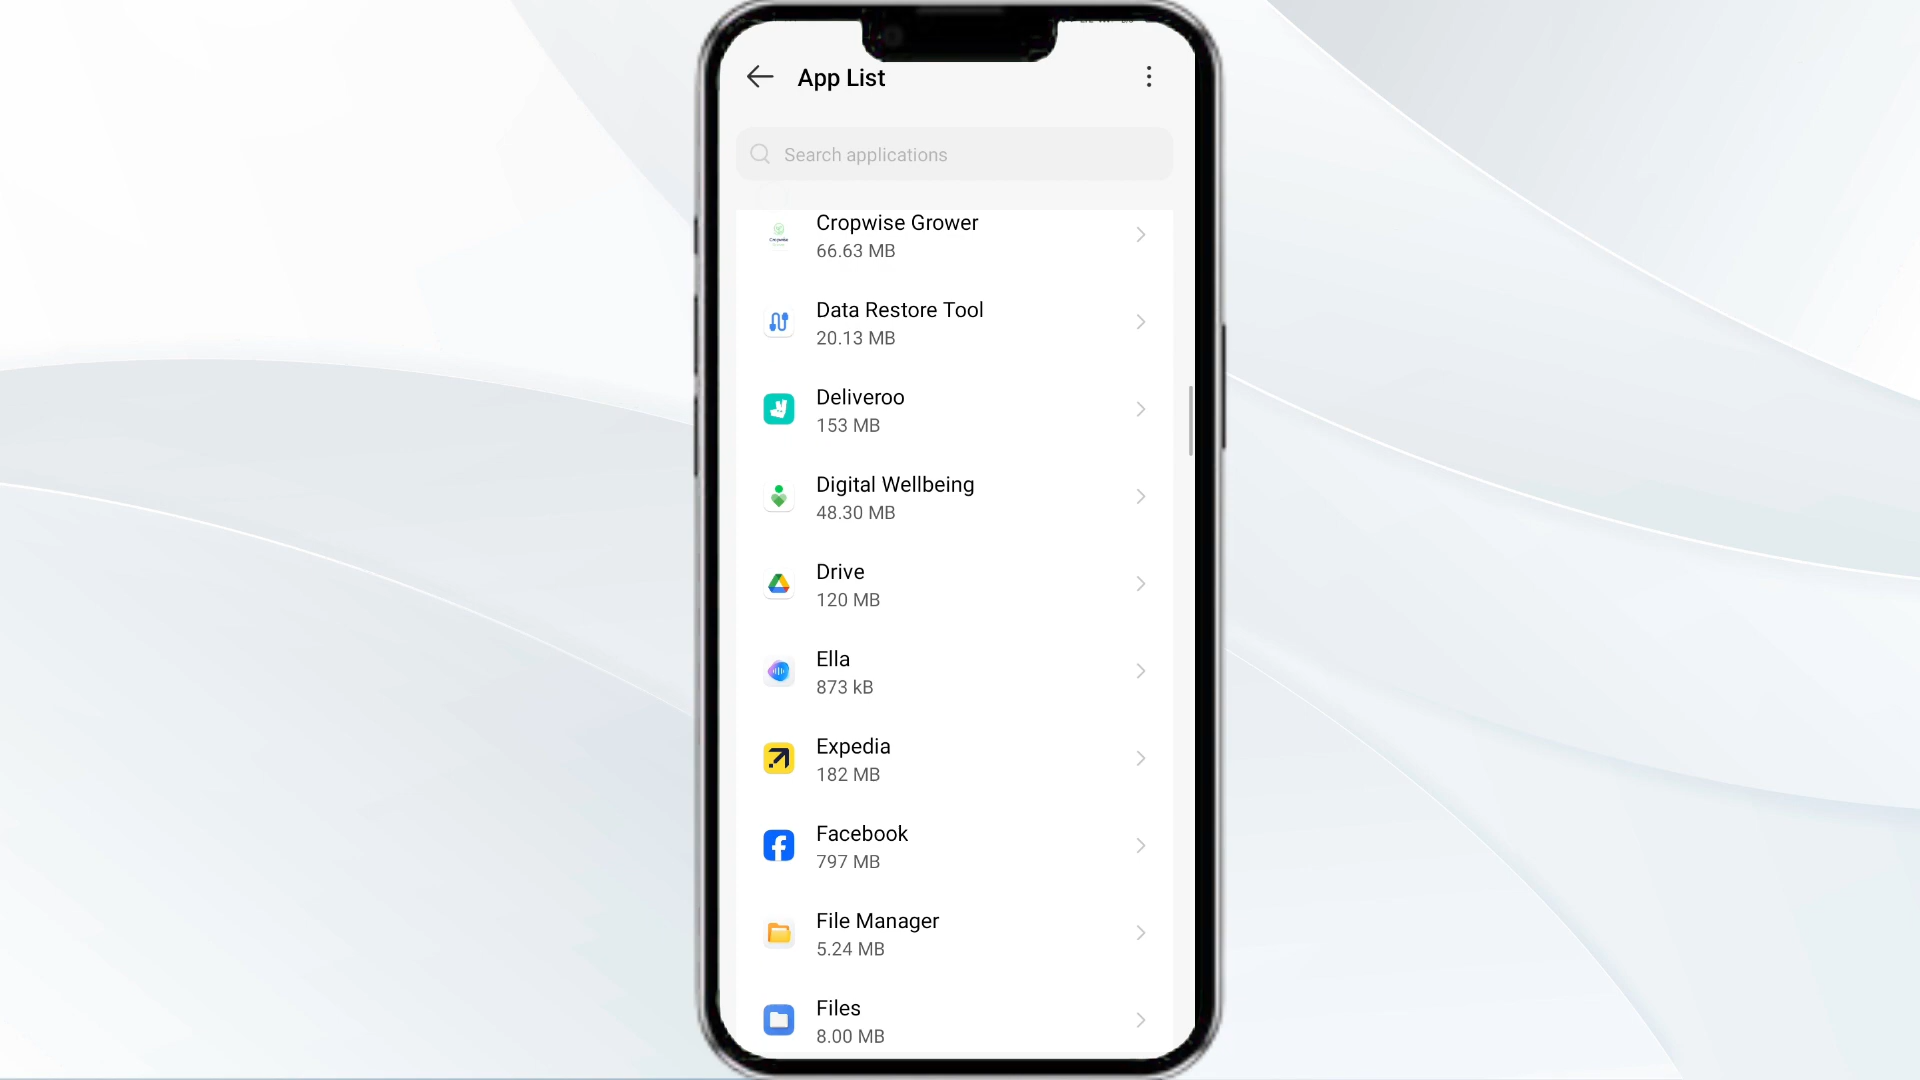 App List
Search applications
Cropwise Grower
66.63 MB
Data Restore Tool
20.13 MB
Deliveroo
153 MB
Digital Wellbeing
48.30 MB
Drive
120 MB
Ella
873 kB
Expedia
182 MB
Facebook
797 MB
File Manager
5.24 MB
Files
8.00 MB